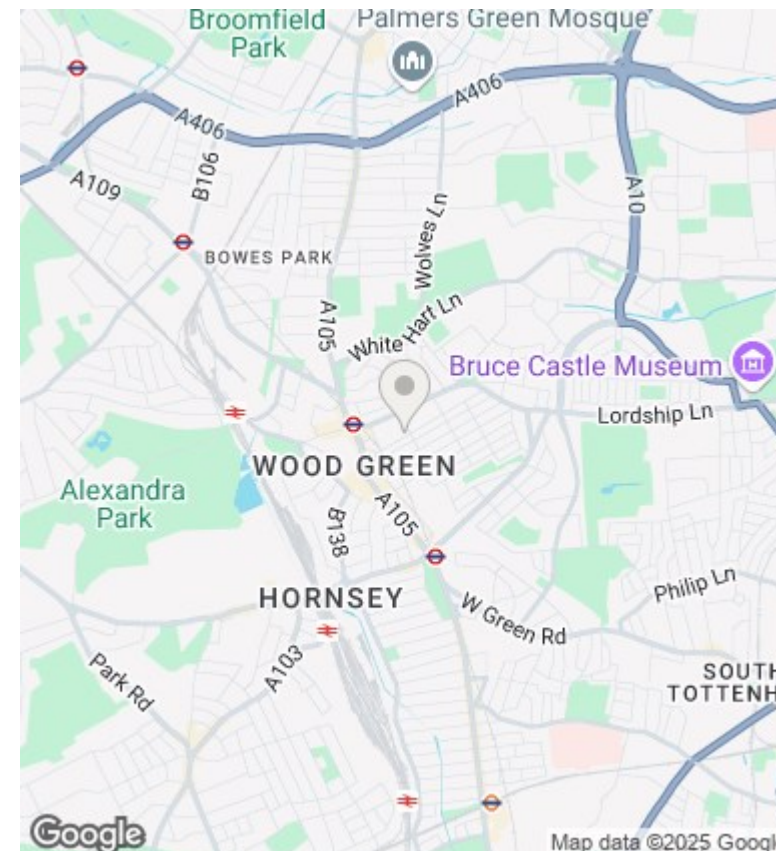 Broomfield
Park
Palmers Green Mosque
A406
A406
A109
B106
A10
Wolves Ln
BOWES PARK
A105
White Hart Ln
Bruce Castle Museum
Lordship Ln
WOOD GREEN
Alexandra
Park
A105
B138
HORNSEY
Philip Ln
W Green Rd
Park Rd
A103
SOUTH
TOTTENH
Google
Map data ©2025 Googl